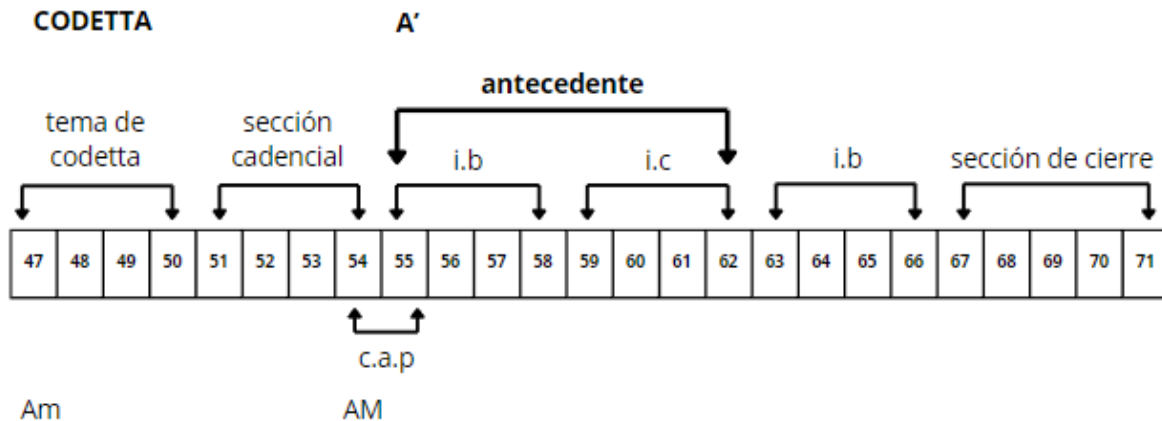 CODETTA A’
antecedente
tema de codetta sección cadencial i.b i.c i.b sección de cierre
47 48 49 50 51 52 53 54 55 56 57 58 59 60 61 62 63 64 65 66 67 68 69 70 71
c.a.p
Am AM